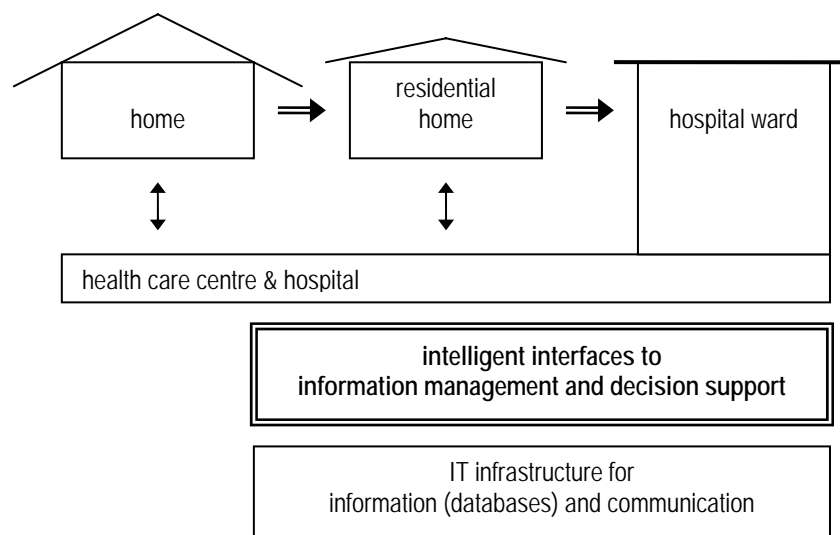 home
residential
home
hospital ward
health care centre & hospital
intelligent interfaces to
information management and decision support
IT infrastructure for
information (databases) and communication